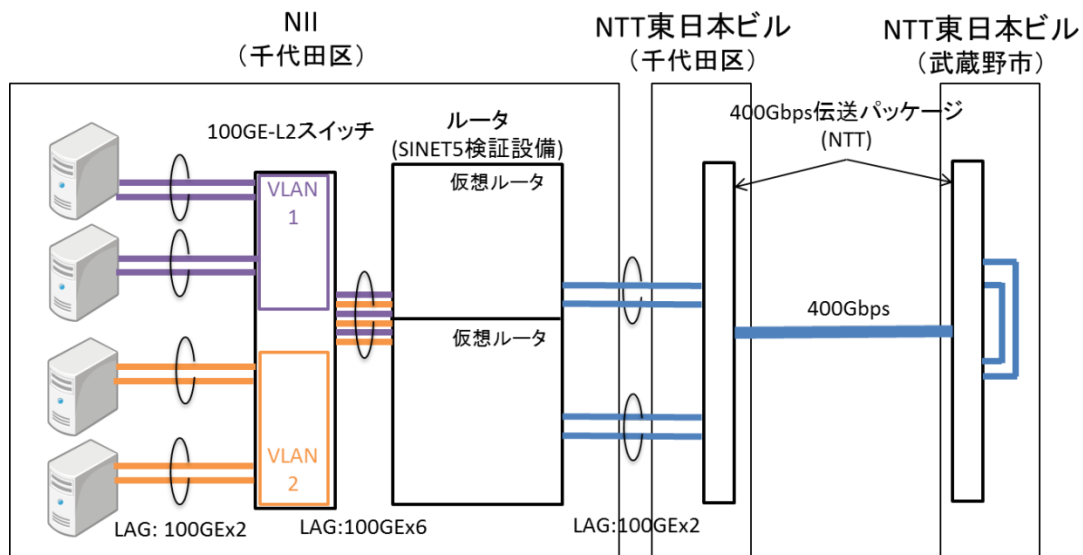 NII
(千代田区)
NTT東日本ビル
(千代田区)
NTT東日本ビル
(武蔵野市)
100GE-L2スイッチ
ルータ
(SINET5検証設備)
400Gbps伝送パッケージ
(NTT)
仮想ルータ
VLAN
1
400Gbps
仮想ルータ
VLAN
2
LAG: 100GEx2
LAG:100GEx6
LAG:100GEx2